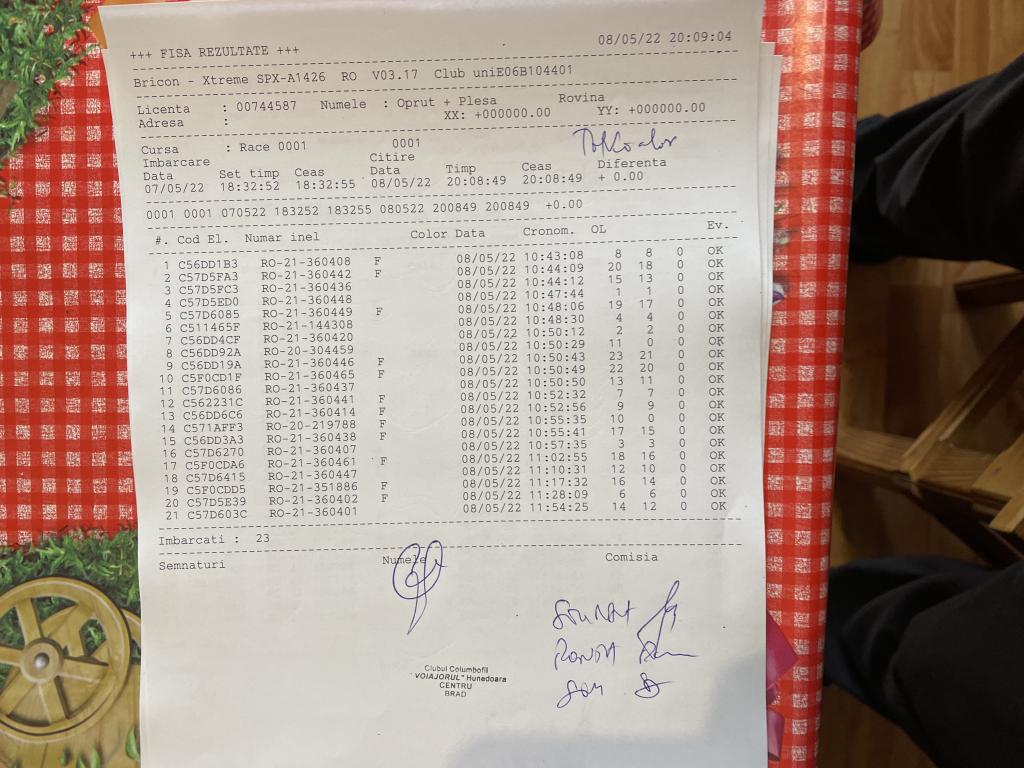 +++ FISA REZULTATE +++ 08/05/22 20:09:04
Bricon - Xtreme SPX-A1426 RO V03.17 Club uniE06B104401
Licenta : 00744587 Numele : Oprut + Plesa Rovina
Adresa : XX: +000000.00 YY: +000000.00
Cursa : Race 0001 0001
Imbarcare Citire
Data Set timp Ceas Data Timp Ceas Diferenta
07/05/22 18:32:52 18:32:55 08/05/22 20:08:49 20:08:49 + 0.00
0001 0001 070522 183252 183255 080522 200849 200849 +0.00
#. Cod El. Numar inel Color Data Cronom. OL Ev.
1 C56DD1B3 RO-21-360408 F 08/05/22 10:43:08 8 8 0 OK
2 C57D5FA3 RO-21-360442 F 08/05/22 10:44:09 20 18 0 OK
3 C57D5FC3 RO-21-360436 08/05/22 10:44:12 15 13 0 OK
4 C57D5ED0 RO-21-360448 08/05/22 10:47:44 1 1 0 OK
5 C57D6085 RO-21-360449 F 08/05/22 10:48:06 19 17 0 OK
6 C511465F RO-21-144308 08/05/22 10:48:30 4 4 0 OK
7 C56DD4CF RO-21-360420 08/05/22 10:50:12 2 2 0 OK
8 C56DD92A RO-20-304459 08/05/22 10:50:29 11 0 0 OK
9 C56DD19A RO-21-360446 F 08/05/22 10:50:43 23 21 0 OK
10 C5F0CD1F RO-21-360465 F 08/05/22 10:50:49 22 20 0 OK
11 C57D6086 RO-21-360437 08/05/22 10:50:50 13 11 0 OK
12 C562231C RO-21-360441 F 08/05/22 10:52:32 7 7 0 OK
13 C56DD6C6 RO-21-360414 F 08/05/22 10:52:56 9 9 0 OK
14 C571AFF3 RO-20-219788 F 08/05/22 10:55:35 10 0 0 OK
15 C56DD3A3 RO-21-360438 F 08/05/22 10:55:41 17 15 0 OK
16 C57D6270 RO-21-360407 08/05/22 10:57:35 3 3 0 OK
17 C5F0CDA6 RO-21-360461 F 08/05/22 11:02:55 18 16 0 OK
18 C57D6415 RO-21-360447 08/05/22 11:10:31 12 10 0 OK
19 C5F0CDD5 RO-21-351886 F 08/05/22 11:17:32 16 14 0 OK
20 C57D5E39 RO-21-360402 F 08/05/22 11:28:09 6 6 0 OK
21 C57D603C RO-21-360401 08/05/22 11:54:25 14 12 0 OK
Imbarcati : 23
Semnaturi Numele Comisia
Clubul Columbofil
"VOIAJORUL" Hunedoara
CENTRU
BRAD